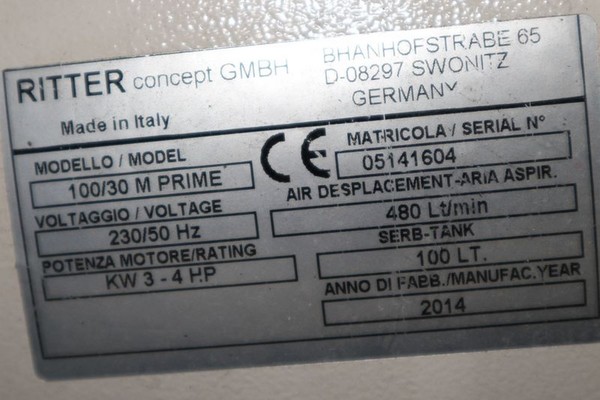 RITTER concept GMBH
BHANHOFSTRABE 65
D-08297 SWONITZ
GERMANY
Made in Italy
CE
MODELLO / MODEL
100/30 M PRIME
VOLTAGGIO / VOLTAGE
230/50 Hz
POTENZA MOTORE/RATING
KW 3 - 4 HP
MATRICOLA / SERIAL N°
05141604
AIR DESPLACEMENT-ARIA ASPIR.
480 Lt/min
SERB-TANK
100 LT.
ANNO DI FABB./MANUFAC.YEAR
2014